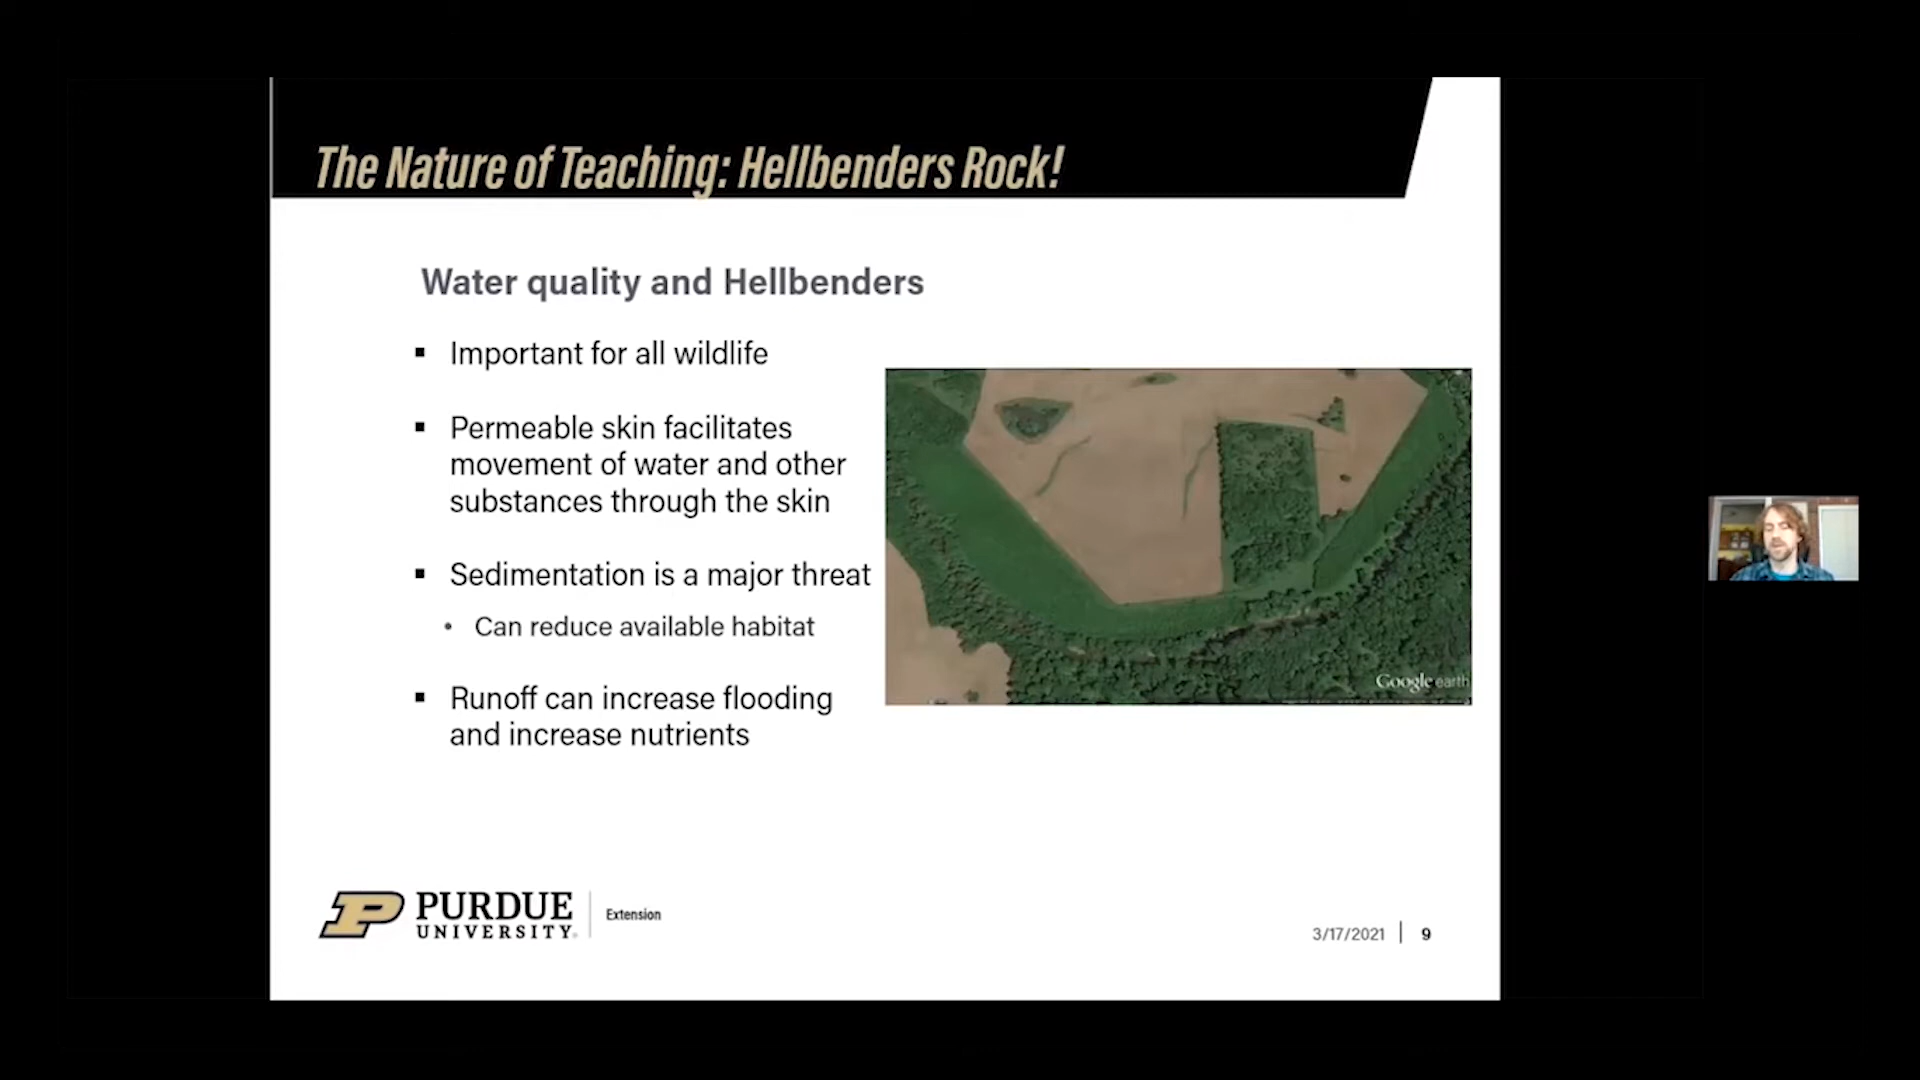 The Nature of Teaching: Hellbenders Rock!
Water quality and Hellbenders
▪ Important for all wildlife
▪ Permeable skin facilitates
movement of water and other
substances through the skin
▪ Sedimentation is a major threat
• Can reduce available habitat
▪ Runoff can increase flooding
and increase nutrients
Google earth
PURDUE
UNIVERSITY®
Extension
3/17/2021 | 9